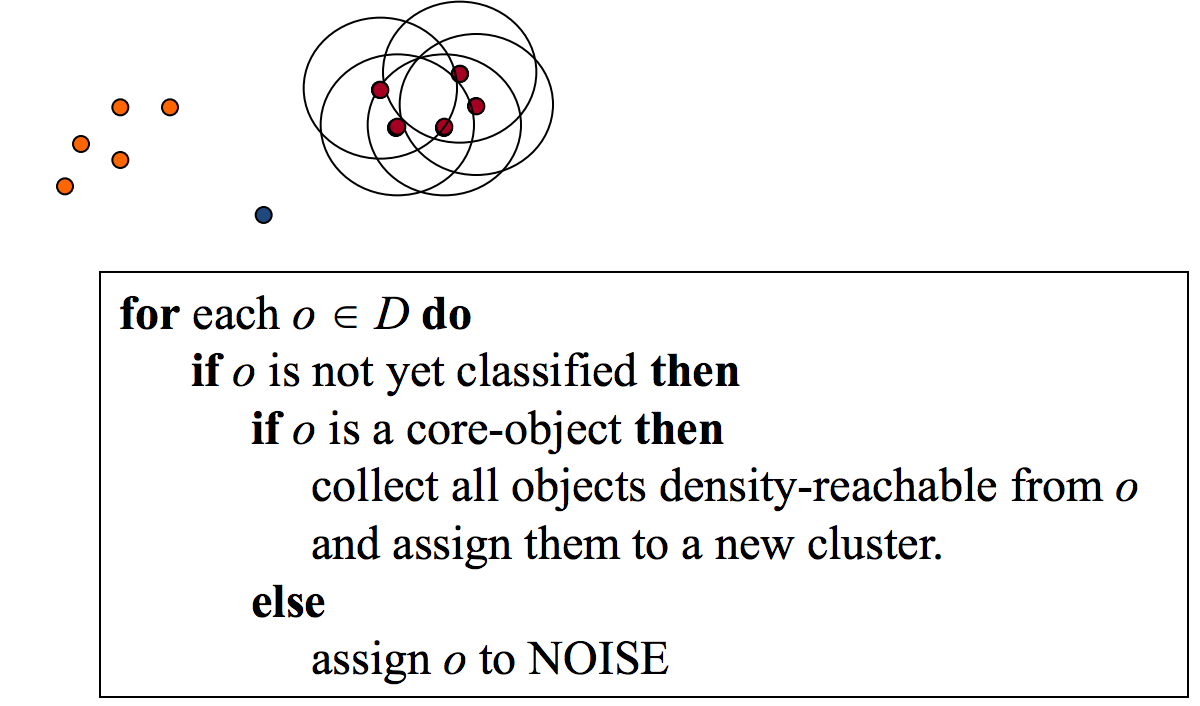 for each o ∈ D do
if o is not yet classified then
if o is a core-object then
collect all objects density-reachable from o
and assign them to a new cluster.
else
assign o to NOISE